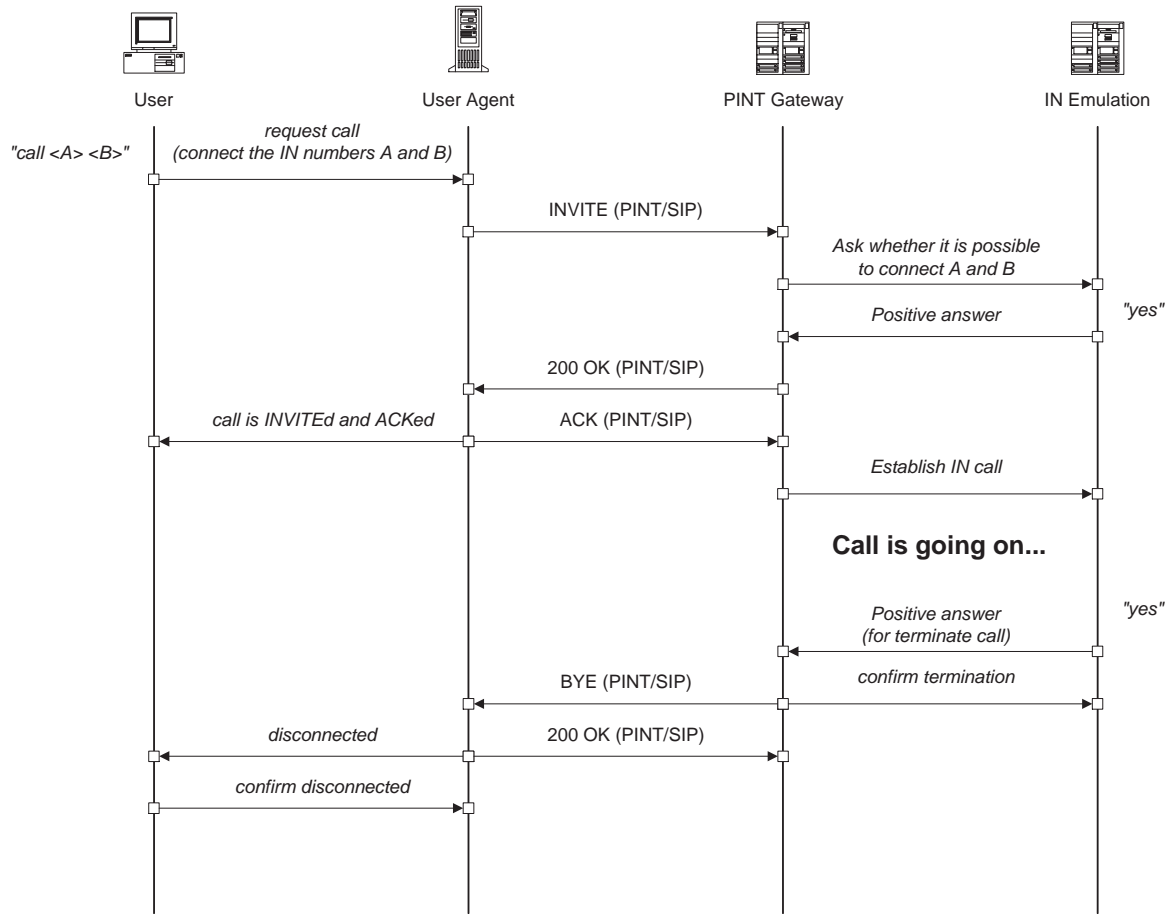 User
User Agent
PINT Gateway
IN Emulation
"call <A> <B>"
request call
(connect the IN numbers A and B)
INVITE (PINT/SIP)
Ask whether it is possible
to connect A and B
"yes"
Positive answer
200 OK (PINT/SIP)
call is INVITEd and ACKed
ACK (PINT/SIP)
Establish IN call
Call is going on...
"yes"
Positive answer
(for terminate call)
BYE (PINT/SIP)
confirm termination
disconnected
200 OK (PINT/SIP)
confirm disconnected